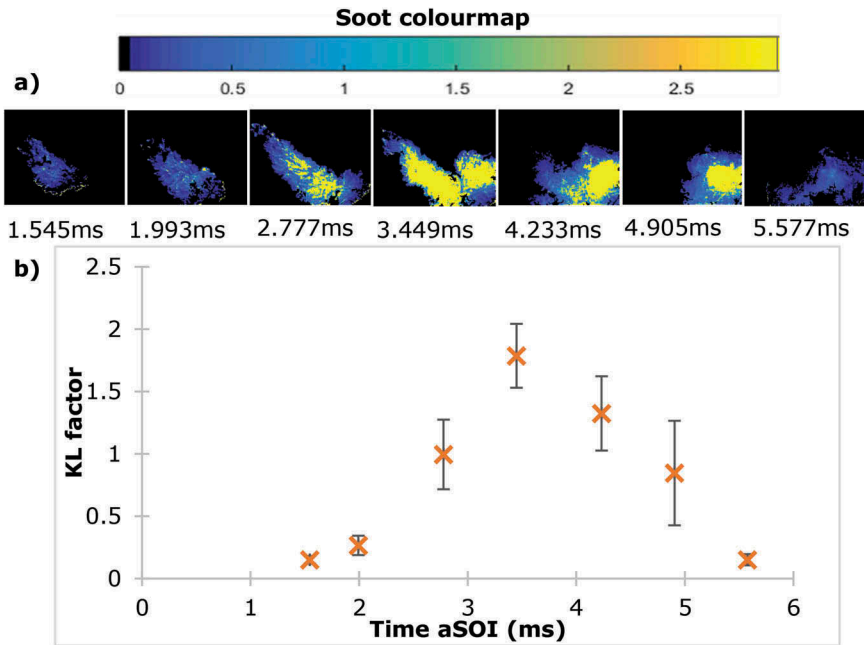 Soot colourmap
a)
0 0.5 1 1.5 2 2.5
1.545ms 1.993ms 2.777ms 3.449ms 4.233ms 4.905ms 5.577ms
b)
2.5
2
1.5
1
0.5
0
KL factor
0 1 2 3 4 5 6
Time aSOI (ms)